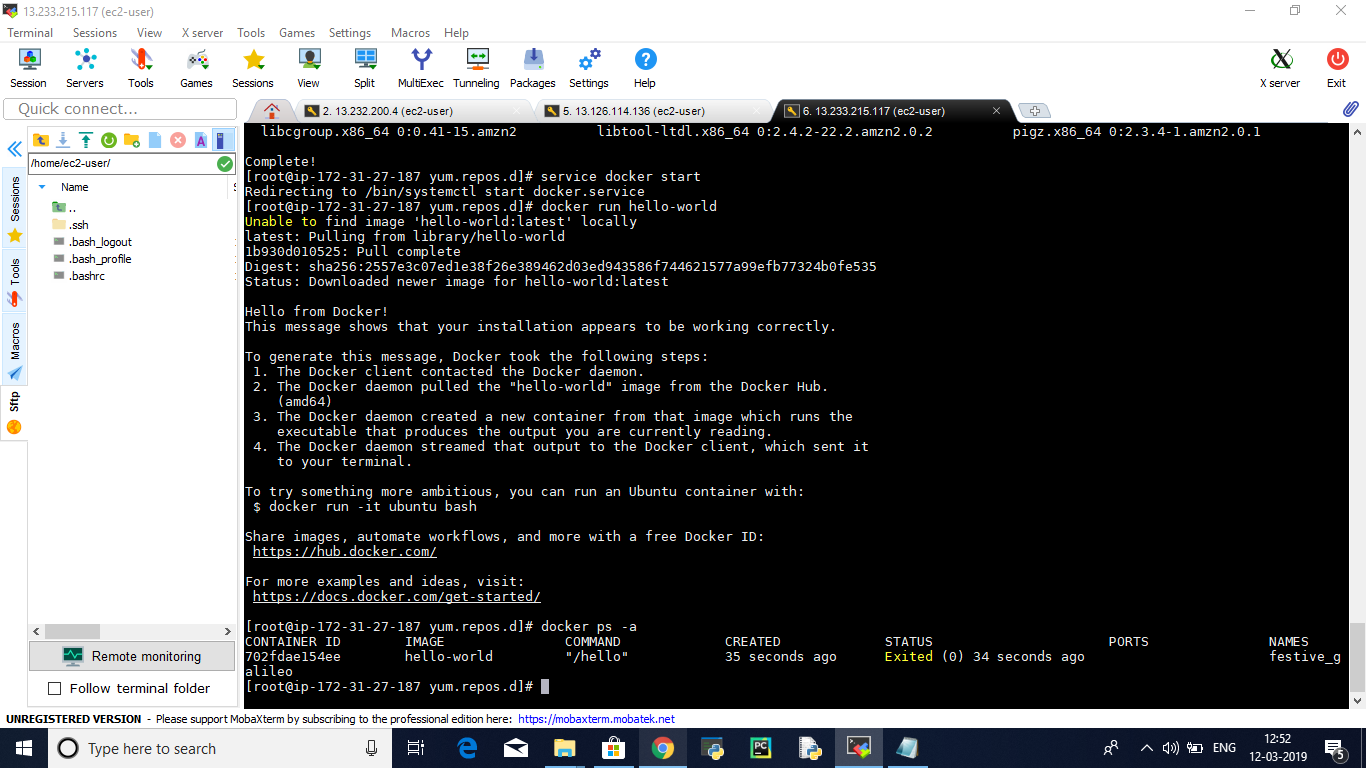 13.233.215.117 (ec2-user)
Terminal Sessions View X server Tools Games Settings Macros Help
Session Servers Tools Games Sessions View Split MultiExec Tunneling Packages Settings Help X server Exit
Quick connect...
2. 13.232.200.4 (ec2-user) 5. 13.126.114.136 (ec2-user) 6. 13.233.215.117 (ec2-user)
/home/ec2-user/
Name
..
.ssh
.bash_logout
.bash_profile
.bashrc
Sessions
Tools
Macros
Sftp
Remote monitoring
Follow terminal folder
libcgroup.x86_64 0:0.41-15.amzn2 libtool-ltdl.x86_64 0:2.4.2-22.2.amzn2.0.2 pigz.x86_64 0:2.3.4-1.amzn2.0.1
Complete!
[root@ip-172-31-27-187 yum.repos.d]# service docker start
Redirecting to /bin/systemctl start docker.service
[root@ip-172-31-27-187 yum.repos.d]# docker run hello-world
Unable to find image 'hello-world:latest' locally
latest: Pulling from library/hello-world
1b930d010525: Pull complete
Digest: sha256:2557e3c07ed1e38f26e389462d03ed943586f744621577a99efb77324b0fe535
Status: Downloaded newer image for hello-world:latest
Hello from Docker!
This message shows that your installation appears to be working correctly.
To generate this message, Docker took the following steps:
1. The Docker client contacted the Docker daemon.
2. The Docker daemon pulled the "hello-world" image from the Docker Hub.
(amd64)
3. The Docker daemon created a new container from that image which runs the
executable that produces the output you are currently reading.
4. The Docker daemon streamed that output to the Docker client, which sent it
to your terminal.
To try something more ambitious, you can run an Ubuntu container with:
$ docker run -it ubuntu bash
Share images, automate workflows, and more with a free Docker ID:
https://hub.docker.com/
For more examples and ideas, visit:
https://docs.docker.com/get-started/
[root@ip-172-31-27-187 yum.repos.d]# docker ps -a
CONTAINER ID IMAGE COMMAND CREATED STATUS PORTS NAMES
702fdae154ee hello-world "/hello" 35 seconds ago Exited (0) 34 seconds ago festive_g
alileo
[root@ip-172-31-27-187 yum.repos.d]#
UNREGISTERED VERSION - Please support MobaXterm by subscribing to the professional edition here: https://mobaxterm.mobatek.net
Type here to search
ENG
12:52
12-03-2019
5